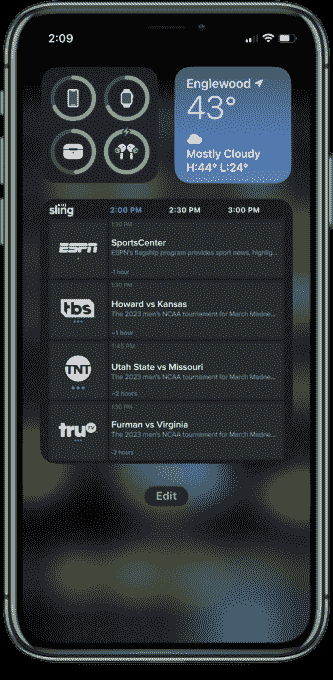 2:09
Englewood
43°
Mostly Cloudy
H:44° L:24°
sling
2:00 PM 2:30 PM 3:00 PM
1:30 PM
ESPN
SportsCenter
ESPN's flagship program provides sport news, highlig...
~1 hour
1:30 PM
tbs
Howard vs Kansas
The 2023 men's NCAA tournament for March Madne...
~1 hour
1:45 PM
TNT
Utah State vs Missouri
The 2023 men's NCAA tournament for March Madne...
~2 hours
1:30 PM
truTV
Furman vs Virginia
The 2023 men's NCAA tournament for March Madne...
~2 hours
Edit